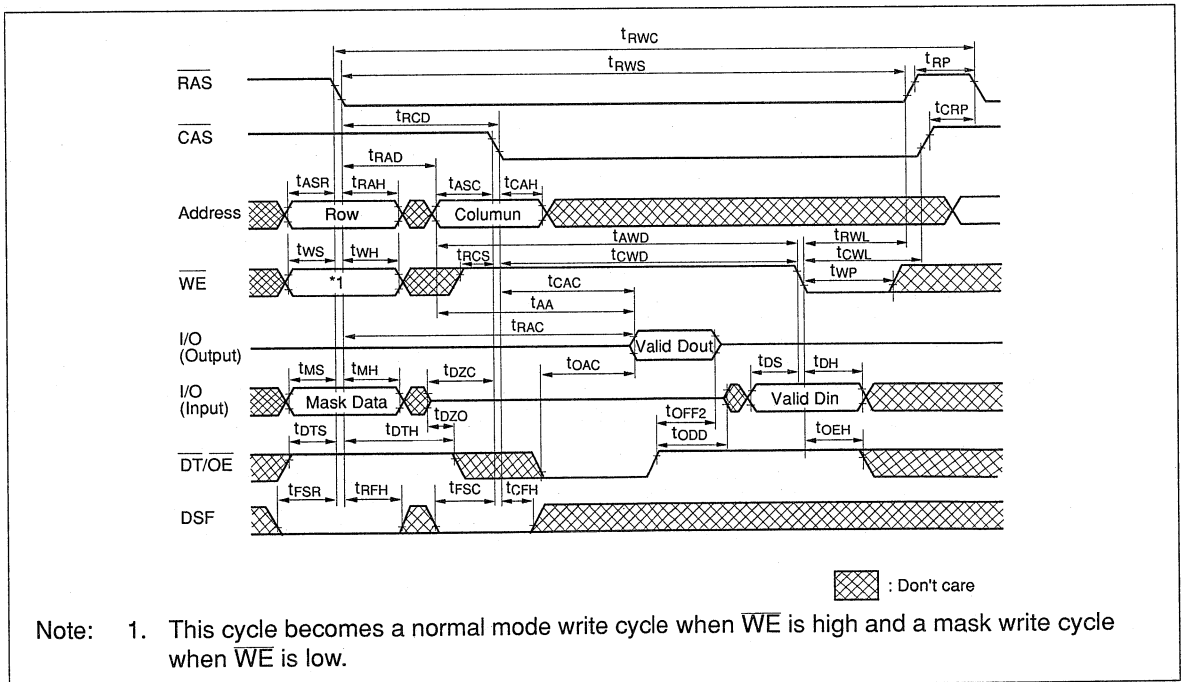 tRWC
tRWS
tRP
RAS
tRCD
tCRP
CAS
tRAD
tASR tRAH tASC tCAH
Address Row Columun
tAWD tRWL
tWS tWH tRCS tCWD tCWL
tWP
WE *1
tCAC
tAA
tRAC
I/O
(Output) Valid Dout
tOAC
tMS tMH tDZC tDS tDH
I/O
(Input) Mask Data Valid Din
tDZO tOFF2
tDTS tDTH tODD tOEH
DT/OE
tFSR tRFH tFSC tCFH
DSF
: Don't care
Note: 1. This cycle becomes a normal mode write cycle when WE is high and a mask write cycle
when WE is low.